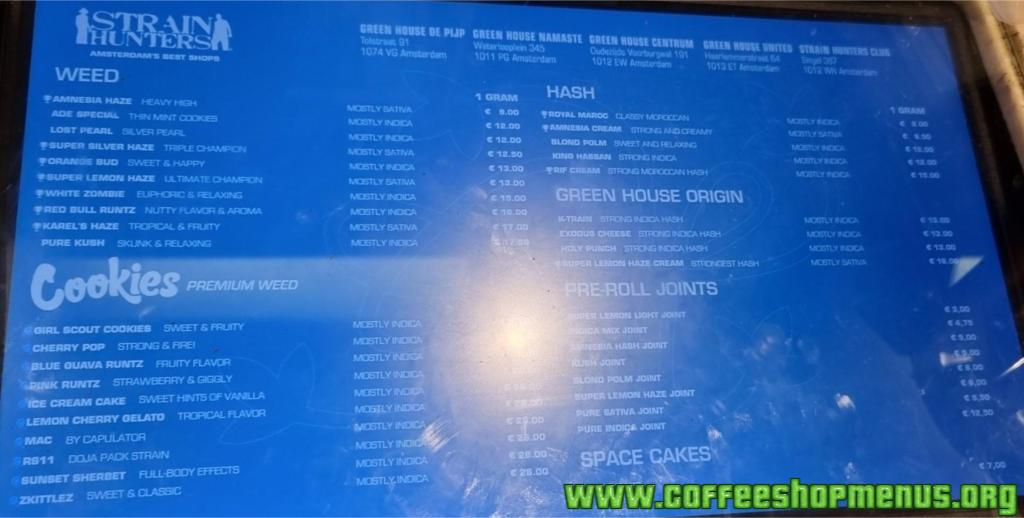 STRAIN HUNTERS
AMSTERDAM'S BEST SHOPS
GREEN HOUSE DE PIJP
Tolstraat 91
1074 VG Amsterdam
GREEN HOUSE NAMASTE
Waterlooplein 345
1011 PG Amsterdam
GREEN HOUSE CENTRUM
Oudezijds Voorburgwal 191
1012 EW Amsterdam
GREEN HOUSE UNITED
Haarlemmerstraat 64
1013 ET Amsterdam
STRAIN HUNTERS CLUB
Singel 387
1012 WN Amsterdam
WEED
1 GRAM
AMNESIA HAZE HEAVY HIGH MOSTLY SATIVA € 9.00
ADE SPECIAL THIN MINT COOKIES MOSTLY INDICA € 12.00
LOST PEARL SILVER PEARL MOSTLY INDICA € 12.00
SUPER SILVER HAZE TRIPLE CHAMPION MOSTLY SATIVA € 12.50
ORANGE BUD SWEET & HAPPY MOSTLY INDICA € 13.00
SUPER LEMON HAZE ULTIMATE CHAMPION MOSTLY SATIVA € 13.00
WHITE ZOMBIE EUPHORIC & RELAXING MOSTLY INDICA € 15.00
RED BULL RUNTZ NUTTY FLAVOR & AROMA MOSTLY INDICA € 16.00
KAREL'S HAZE TROPICAL & FRUITY MOSTLY SATIVA € 17.00
PURE KUSH SKUNK & RELAXING MOSTLY INDICA € 17.50
Cookies PREMIUM WEED
GIRL SCOUT COOKIES SWEET & FRUITY MOSTLY INDICA
CHERRY POP STRONG & FIRE! MOSTLY INDICA
BLUE GUAVA RUNTZ FRUITY FLAVOR MOSTLY INDICA
PINK RUNTZ STRAWBERRY & GIGGLY MOSTLY INDICA
ICE CREAM CAKE SWEET HINTS OF VANILLA MOSTLY INDICA
LEMON CHERRY GELATO TROPICAL FLAVOR MOSTLY INDICA
MAC BY CAPULATOR MOSTLY INDICA
RS11 DOJA PACK STRAIN MOSTLY INDICA
SUNSET SHERBET FULL-BODY EFFECTS MOSTLY INDICA € 26.00
ZKITTLEZ SWEET & CLASSIC MOSTLY INDICA € 26.00
HASH
1 GRAM
ROYAL MAROC CLASSY MOROCCAN MOSTLY INDICA € 9.00
AMNESIA CREAM STRONG AND CREAMY MOSTLY SATIVA € 9.50
BLOND POLM SWEET AND RELAXING MOSTLY INDICA € 12.00
KING HASSAN STRONG INDICA MOSTLY INDICA
RIF CREAM STRONG MOROCCAN HASH MOSTLY INDICA € 15.00
GREEN HOUSE ORIGIN
K-TRAIN STRONG INDICA HASH MOSTLY INDICA € 13.00
EXODUS CHEESE STRONG INDICA HASH MOSTLY INDICA € 13.00
HOLY PUNCH STRONG INDICA HASH MOSTLY INDICA € 13.00
SUPER LEMON HAZE CREAM STRONGEST HASH MOSTLY SATIVA
PRE-ROLL JOINTS
SUPER LEMON LIGHT JOINT € 3,00
INDICA MIX JOINT € 4,75
AMNESIA HASH JOINT € 5,00
KUSH JOINT € 5,00
BLOND POLM JOINT € 6,00
SUPER LEMON HAZE JOINT € 6,00
PURE SATIVA JOINT € 9,50
PURE INDICA JOINT € 12,50
SPACE CAKES
€ 7,00
www.coffeeshopmenus.org